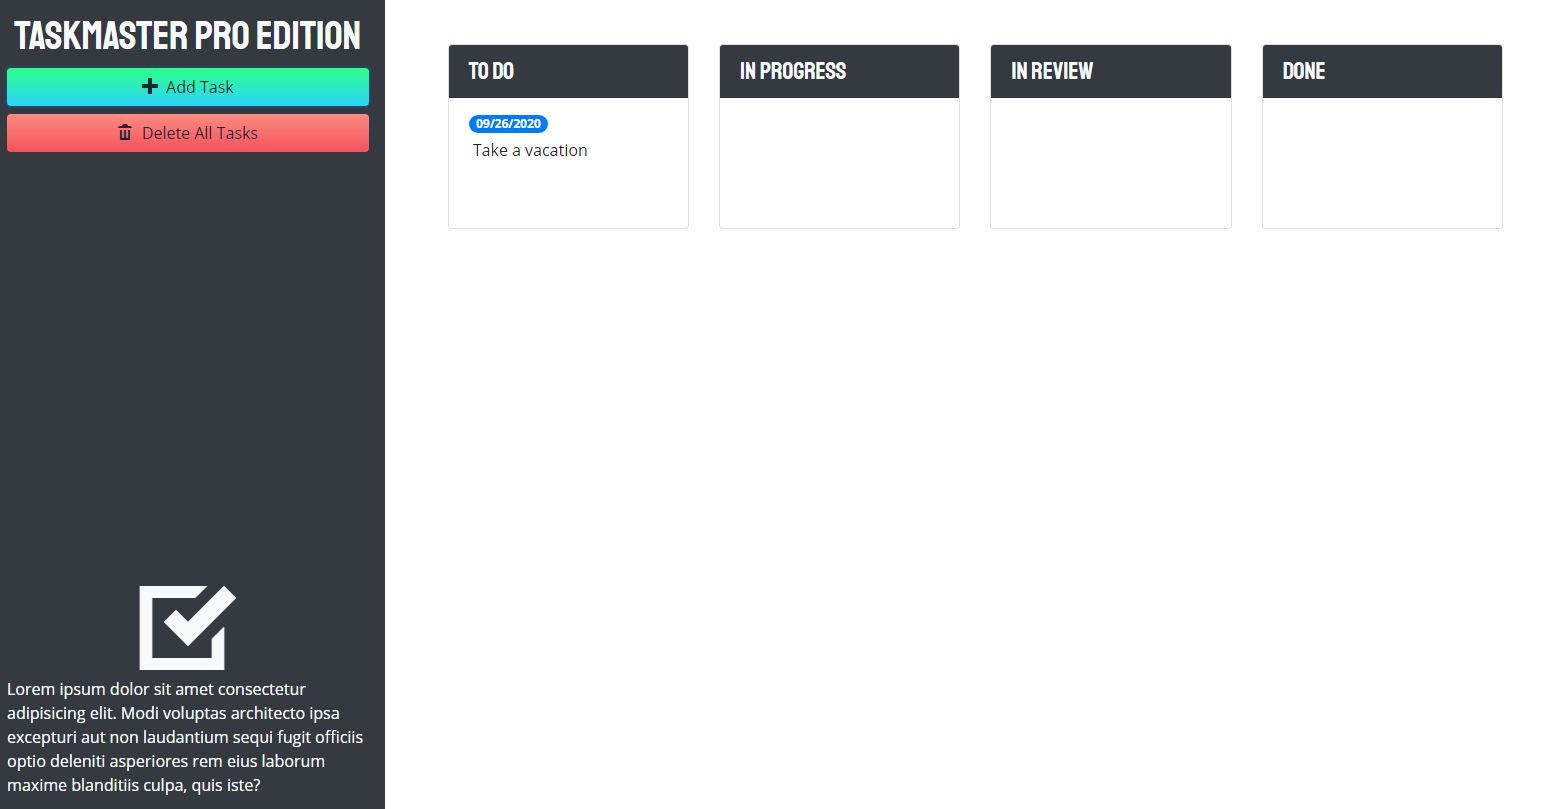 TASKMASTER PRO EDITION
Add Task
Delete All Tasks
Lorem ipsum dolor sit amet consectetur
adipisicing elit. Modi voluptas architecto ipsa
excepturi aut non laudantium sequi fugit officiis
optio deleniti asperiores rem eius laborum
maxime blanditiis culpa, quis iste?
TO DO
09/26/2020
Take a vacation
IN PROGRESS
IN REVIEW
DONE